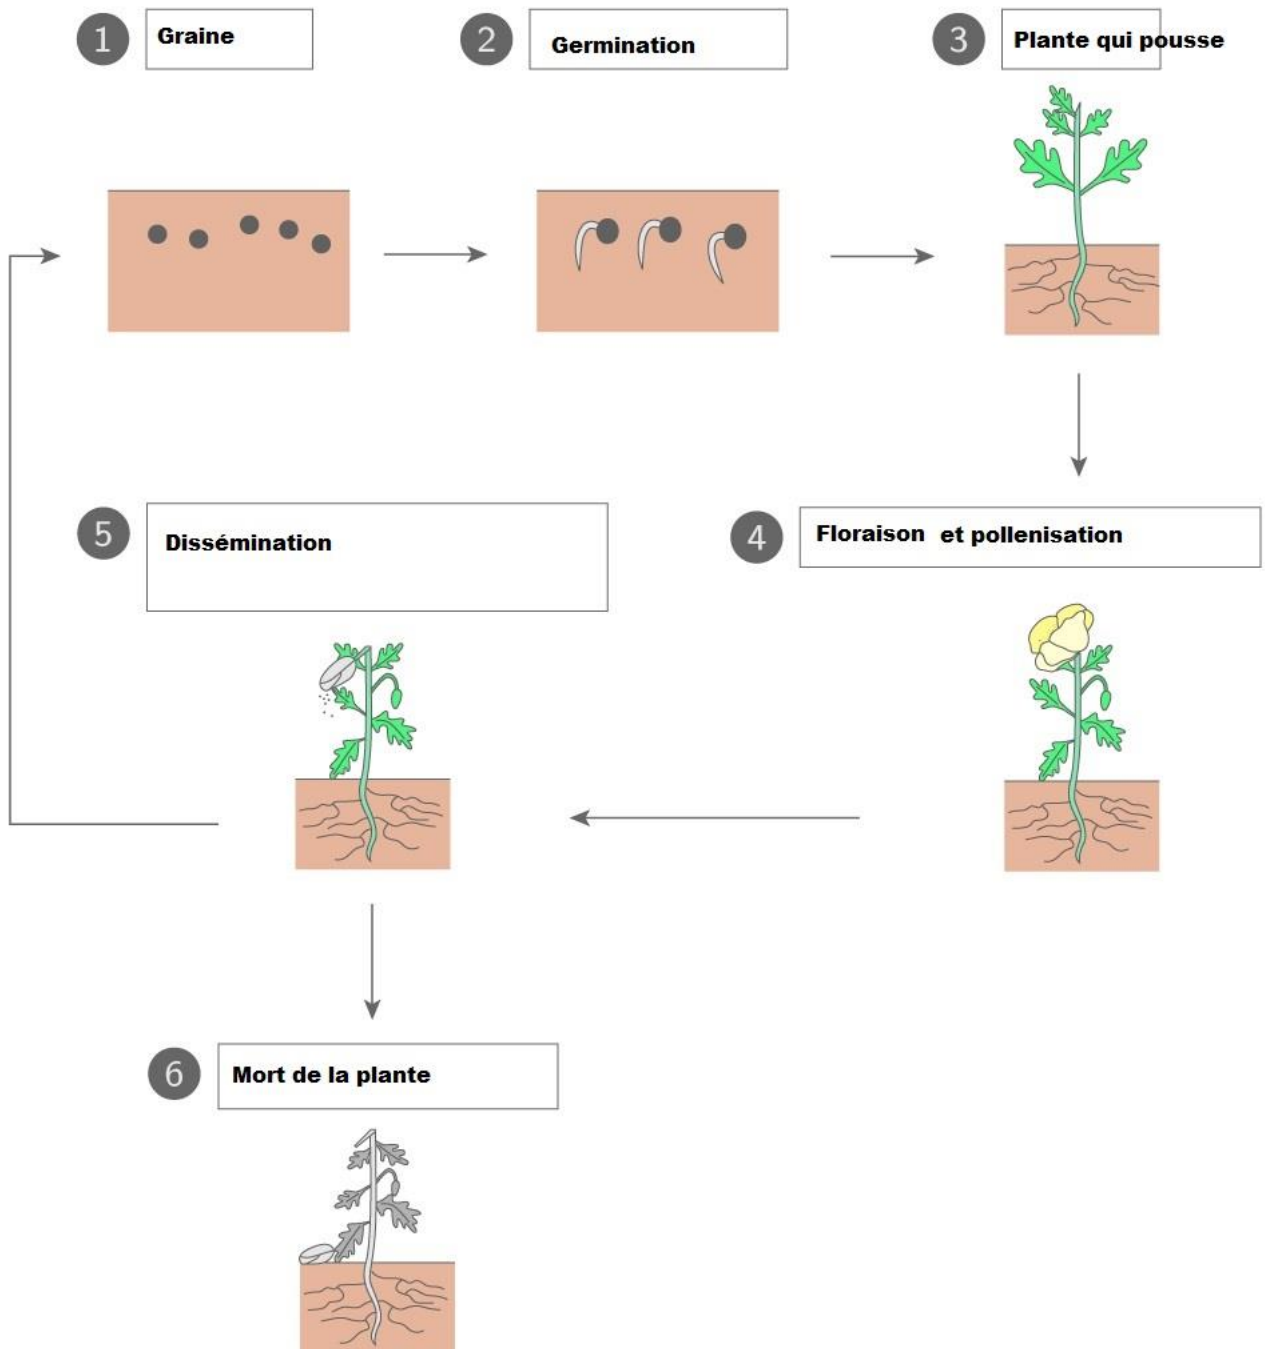 1 Graine
2 Germination
3 Plante qui pousse
5 Dissémination
4 Floraison et pollenisation
6 Mort de la plante